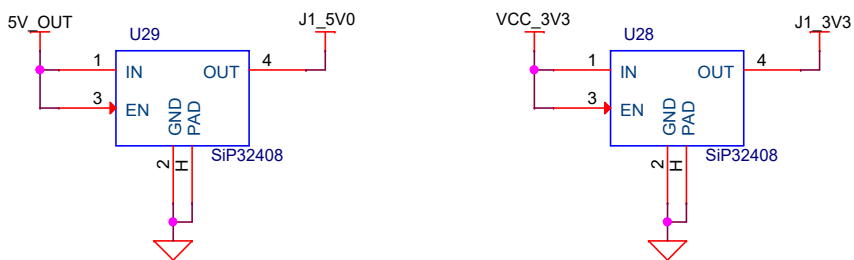 5V_OUT U29 J1_5V0
1 IN OUT 4
3 EN GND PAD
2 H SiP32408
VCC_3V3 U28 J1_3V3
1 IN OUT 4
3 EN GND PAD
2 H SiP32408